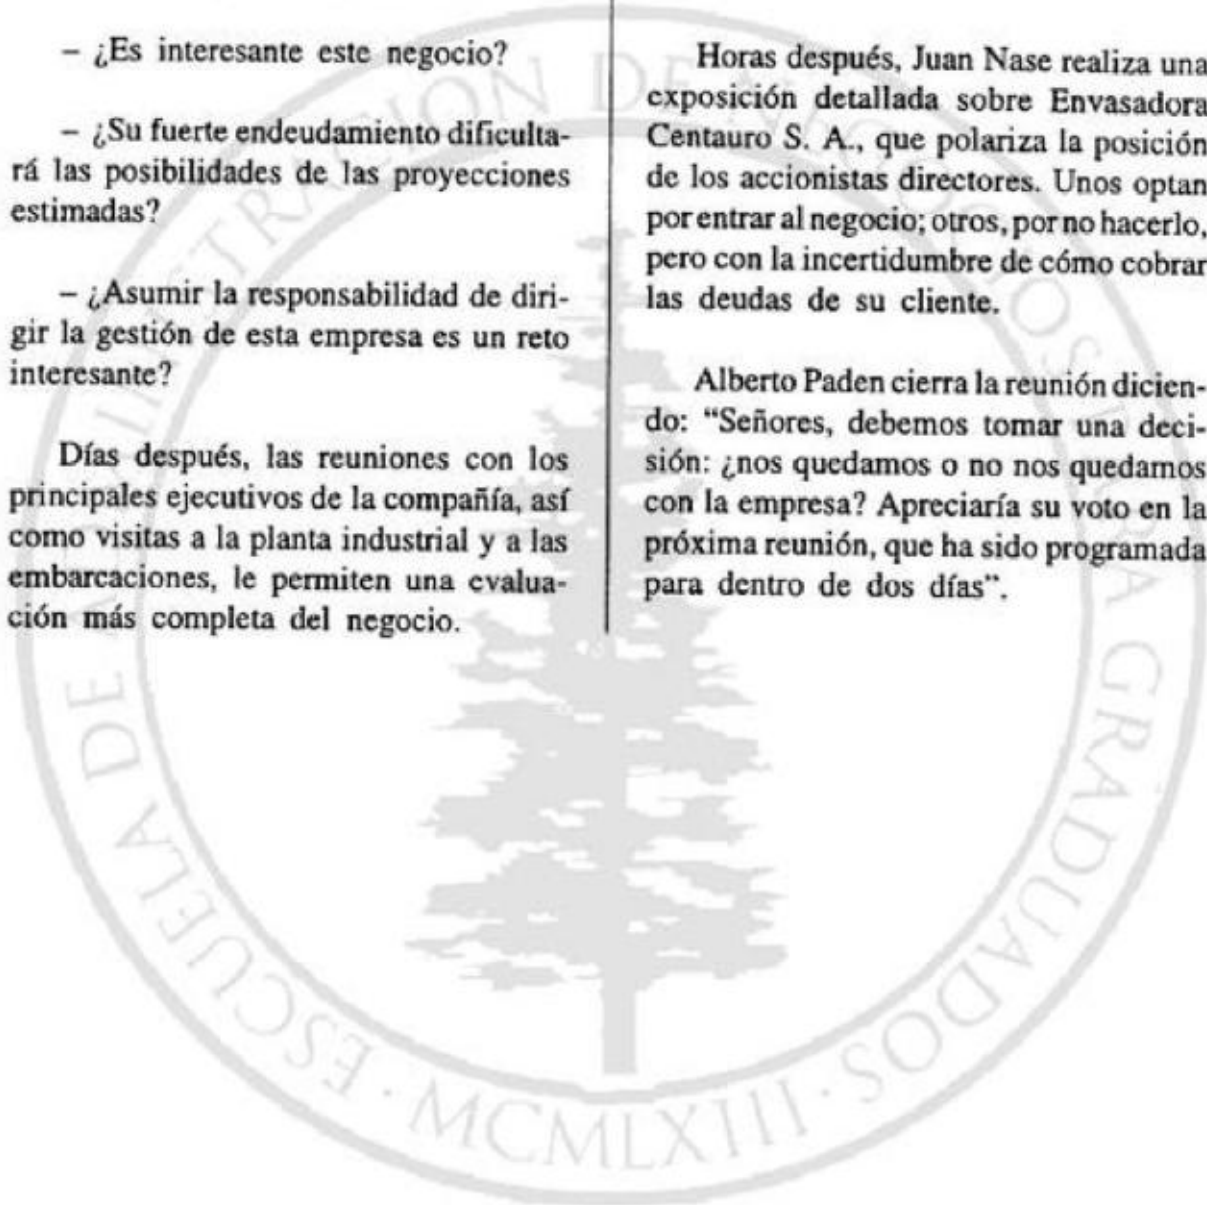 – ¿Es interesante este negocio?
– ¿Su fuerte endeudamiento dificulta-
rá las posibilidades de las proyecciones
estimadas?
– ¿Asumir la responsabilidad de diri-
gir la gestión de esta empresa es un reto
interesante?
Días después, las reuniones con los
principales ejecutivos de la compañía, así
como visitas a la planta industrial y a las
embarcaciones, le permiten una evalua-
ción más completa del negocio.
Horas después, Juan Nase realiza una
exposición detallada sobre Envasadora
Centauro S. A., que polariza la posición
de los accionistas directores. Unos optan
por entrar al negocio; otros, por no hacerlo,
pero con la incertidumbre de cómo cobrar
las deudas de su cliente.
Alberto Paden cierra la reunión dicien-
do: “Señores, debemos tomar una deci-
sión: ¿nos quedamos o no nos quedamos
con la empresa? Apreciaría su voto en la
próxima reunión, que ha sido programada
para dentro de dos días”.
ESCUELA DE ADMINISTRACION DE NEGOCIOS PARA GRADUADOS · MCMLXIII ·